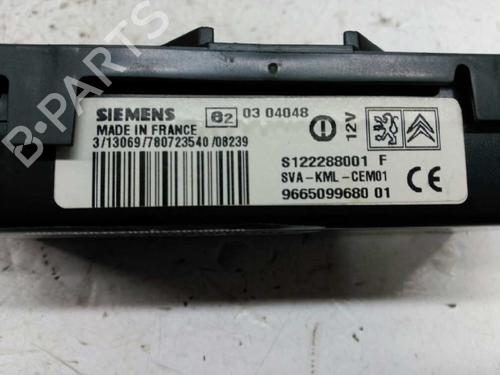 B-PARTS
SIEMENS e2 03 04048
MADE IN FRANCE
3/13069/780723540/08239
12V
S122288001 F
SVA-KML-CEM01
9665099680 01
CE